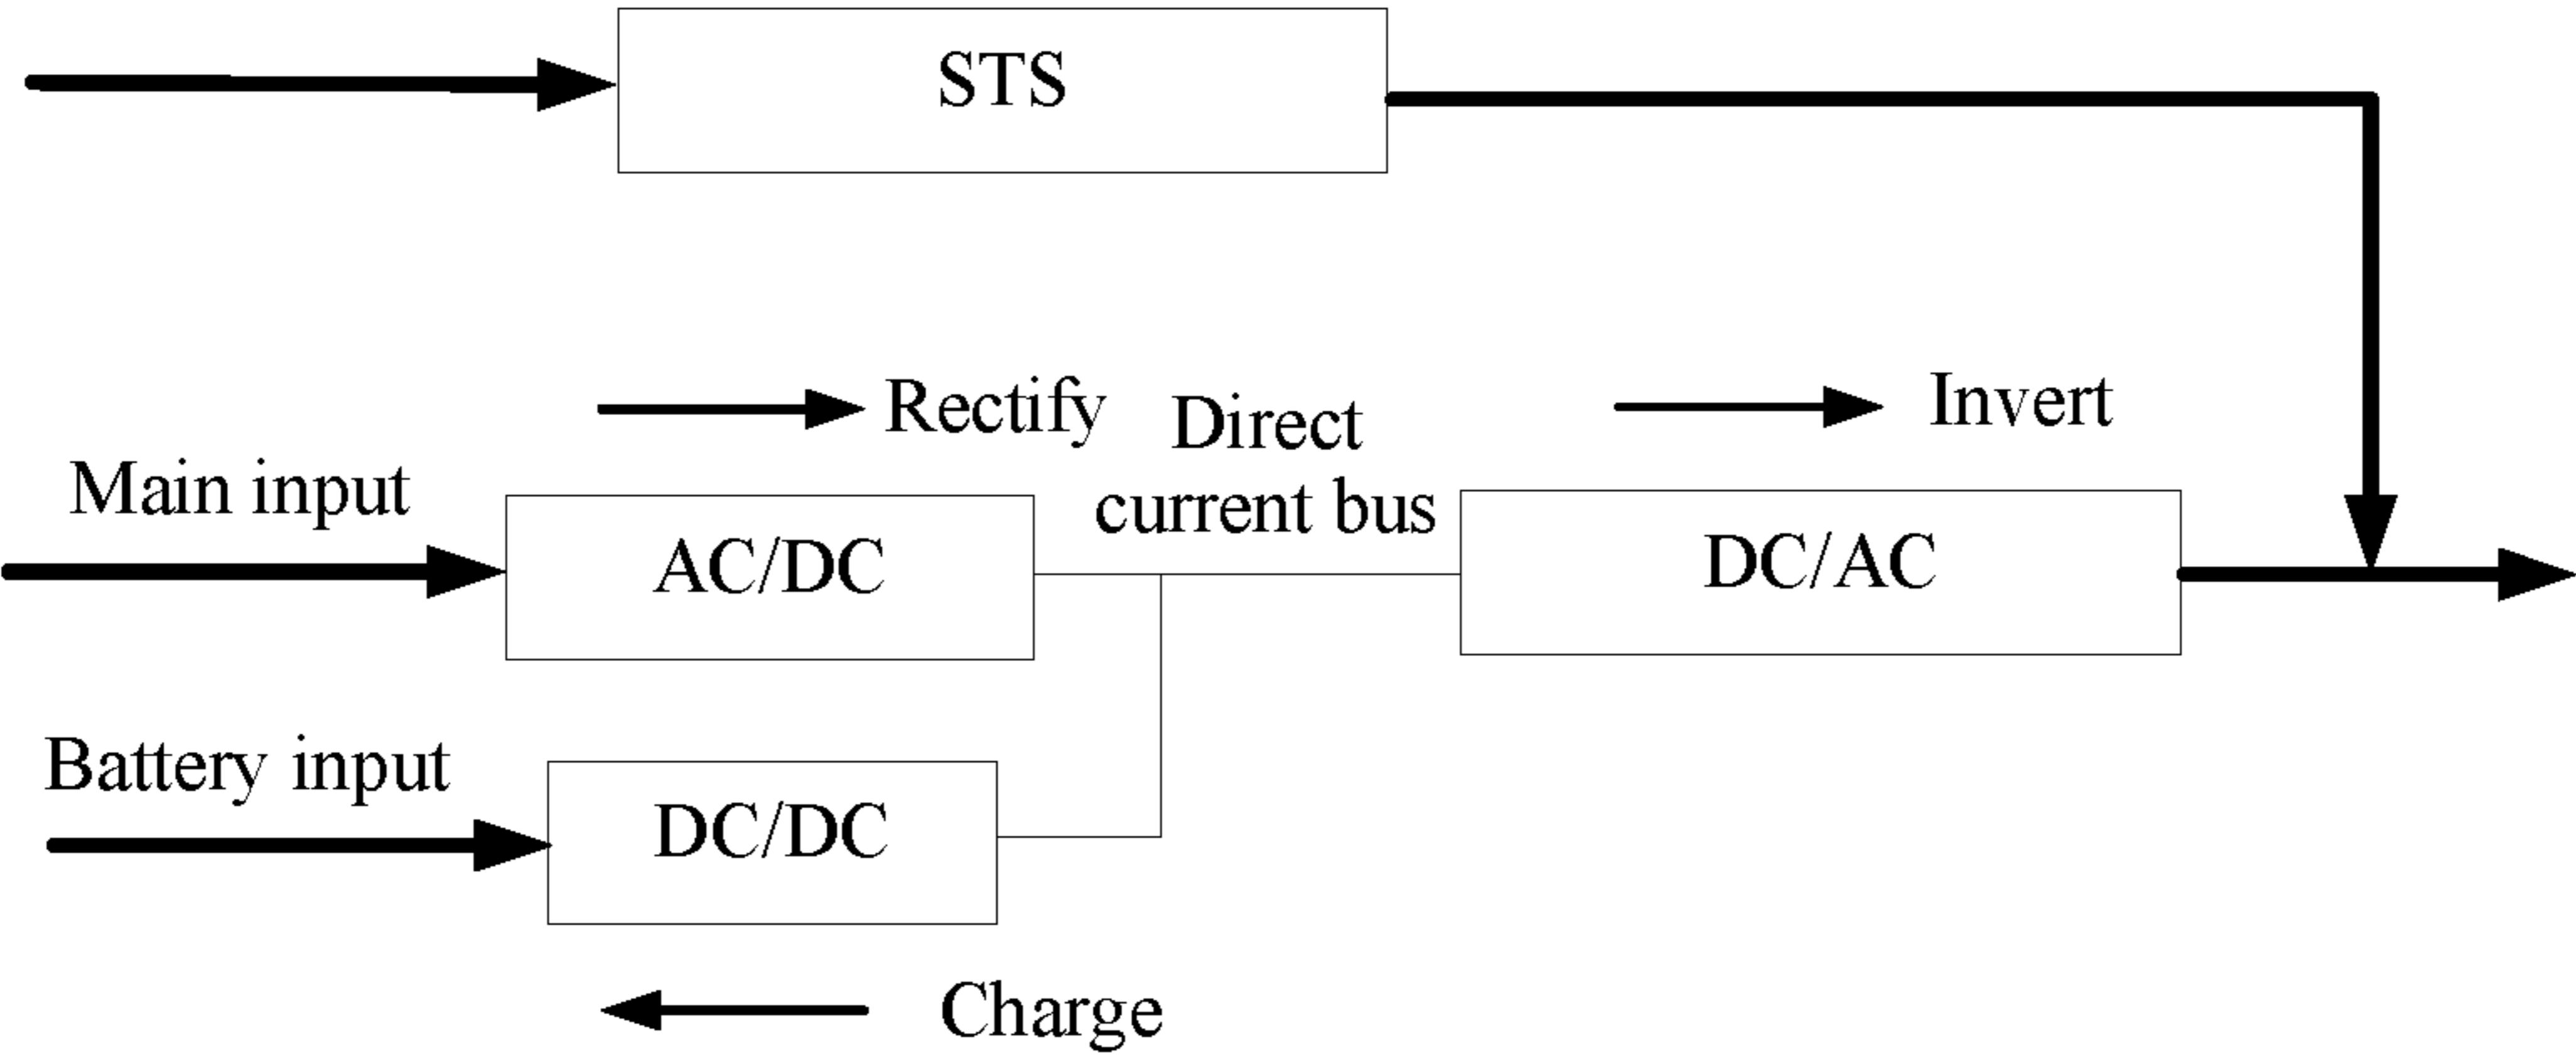 STS
Rectify
Invert
Direct
current bus
Main input
AC/DC
DC/AC
Battery input
DC/DC
Charge